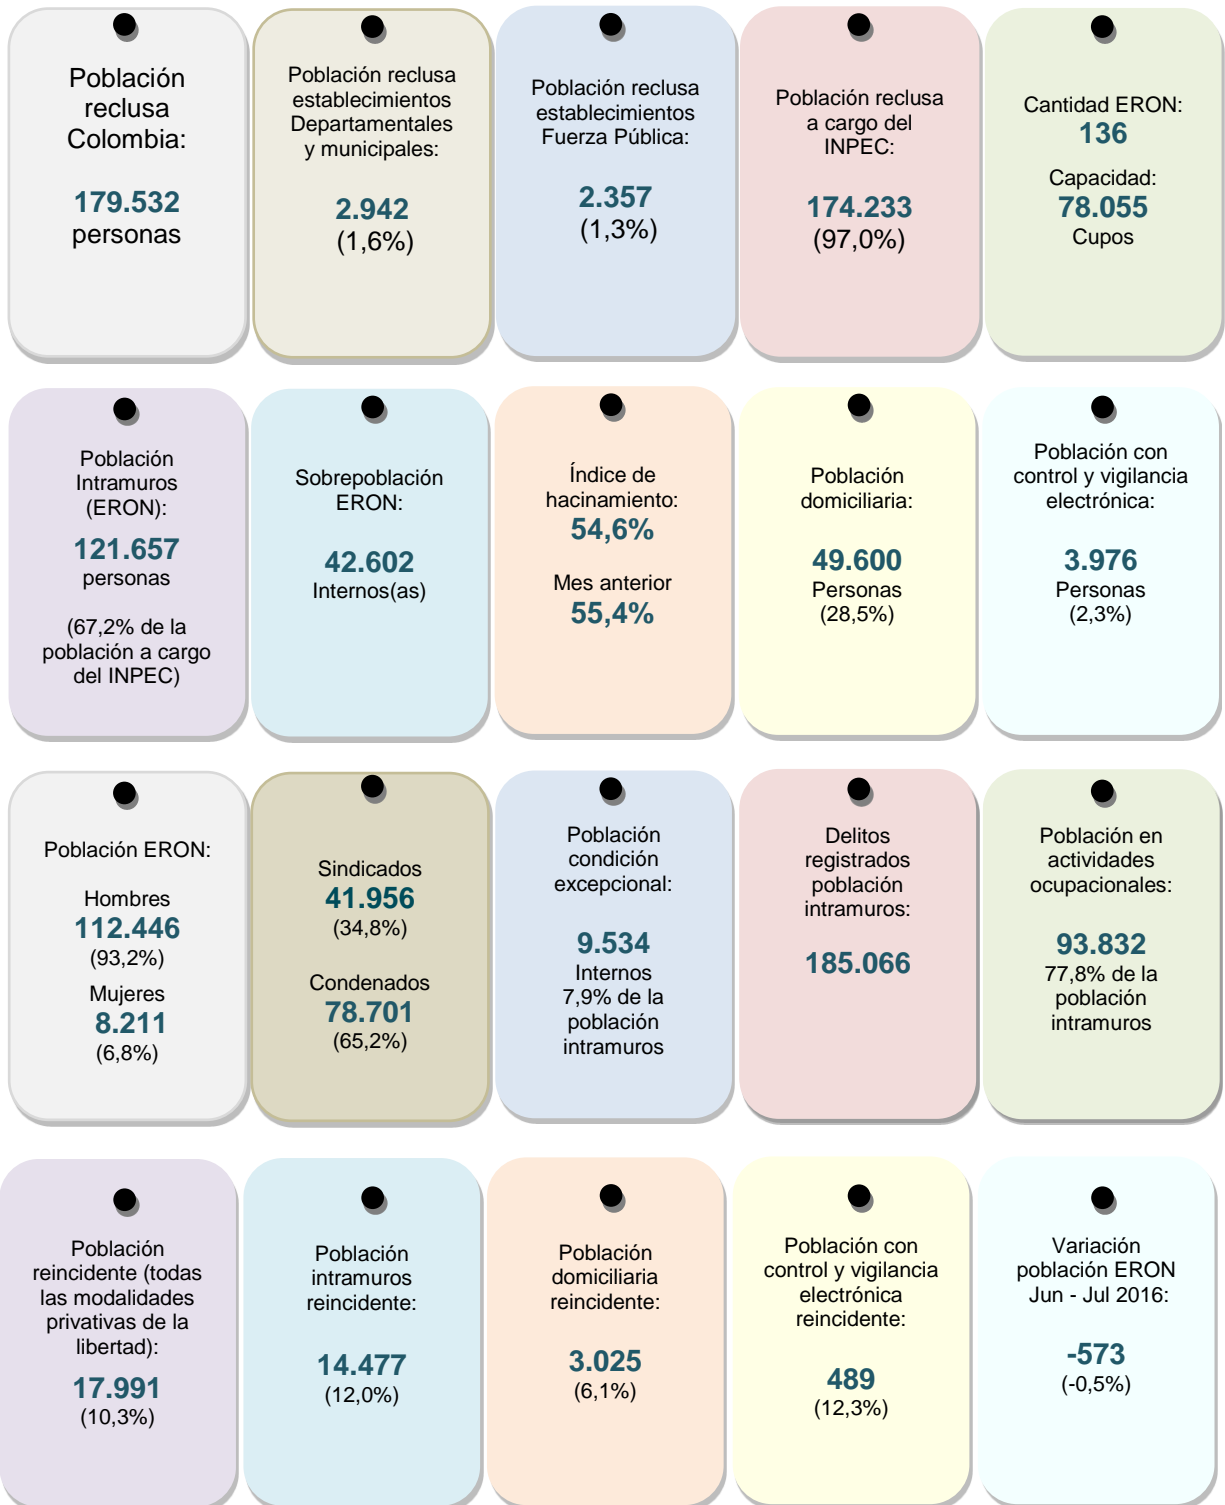 Población
reclusa
Colombia:
179.532
personas
Población reclusa
establecimientos
Departamentales
y municipales:
2.942
(1,6%)
Población reclusa
establecimientos
Fuerza Pública:
2.357
(1,3%)
Población reclusa
a cargo del
INPEC:
174.233
(97,0%)
Cantidad ERON:
136
Capacidad:
78.055
Cupos
Población
Intramuros
(ERON):
121.657
personas
(67,2% de la
población a cargo
del INPEC)
Sobrepoblación
ERON:
42.602
Internos(as)
Índice de
hacinamiento:
54,6%
Mes anterior
55,4%
Población
domiciliaria:
49.600
Personas
(28,5%)
Población con
control y vigilancia
electrónica:
3.976
Personas
(2,3%)
Población ERON:
Hombres
112.446
(93,2%)
Mujeres
8.211
(6,8%)
Sindicados
41.956
(34,8%)
Condenados
78.701
(65,2%)
Población
condición
excepcional:
9.534
Internos
7,9% de la
población
intramuros
Delitos
registrados
población
intramuros:
185.066
Población en
actividades
ocupacionales:
93.832
77,8% de la
población
intramuros
Población
reincidente (todas
las modalidades
privativas de la
libertad):
17.991
(10,3%)
Población
intramuros
reincidente:
14.477
(12,0%)
Población
domiciliaria
reincidente:
3.025
(6,1%)
Población con
control y vigilancia
electrónica
reincidente:
489
(12,3%)
Variación
población ERON
Jun - Jul 2016:
-573
(-0,5%)